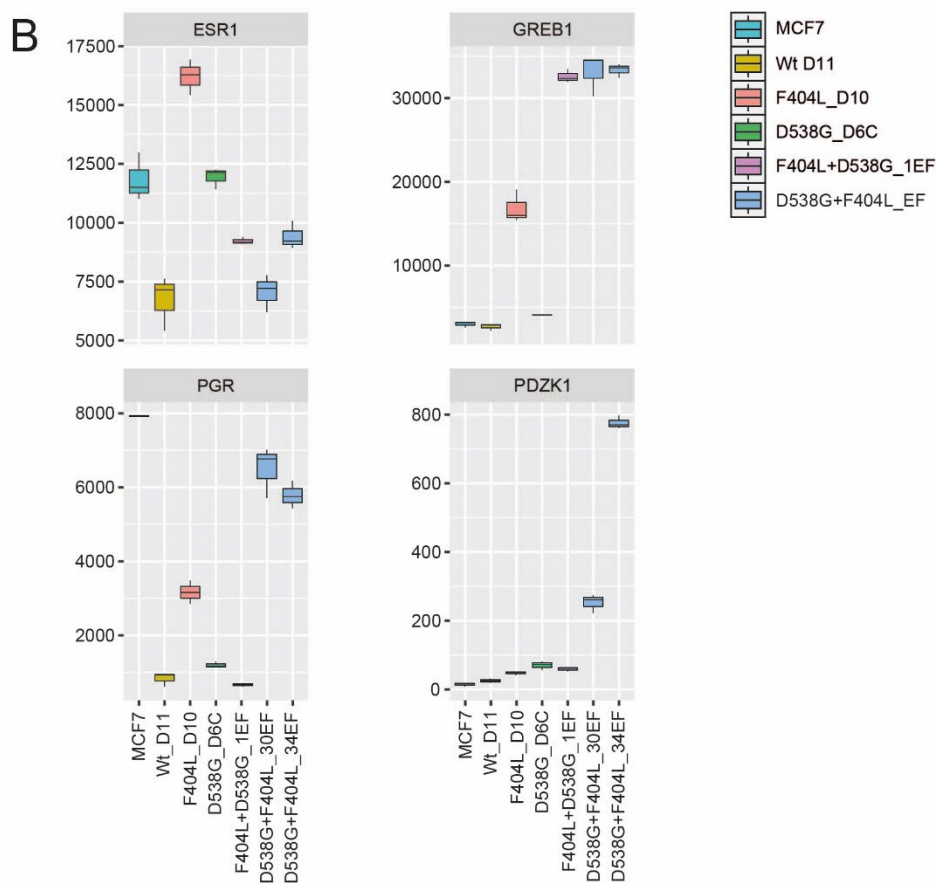 B
ESR1
17500
15000
12500
10000
7500
5000
GREB1
30000
20000
10000
MCF7
Wt D11
F404L_D10
D538G_D6C
F404L+D538G_1EF
D538G+F404L_EF
PGR
8000
6000
4000
2000
MCF7
Wt_D11
F404L_D10
D538G_D6C
F404L+D538G_1EF
D538G+F404L_30EF
D538G+F404L_34EF
PDZK1
800
600
400
200
0
MCF7
Wt_D11
F404L_D10
D538G_D6C
F404L+D538G_1EF
D538G+F404L_30EF
D538G+F404L_34EF